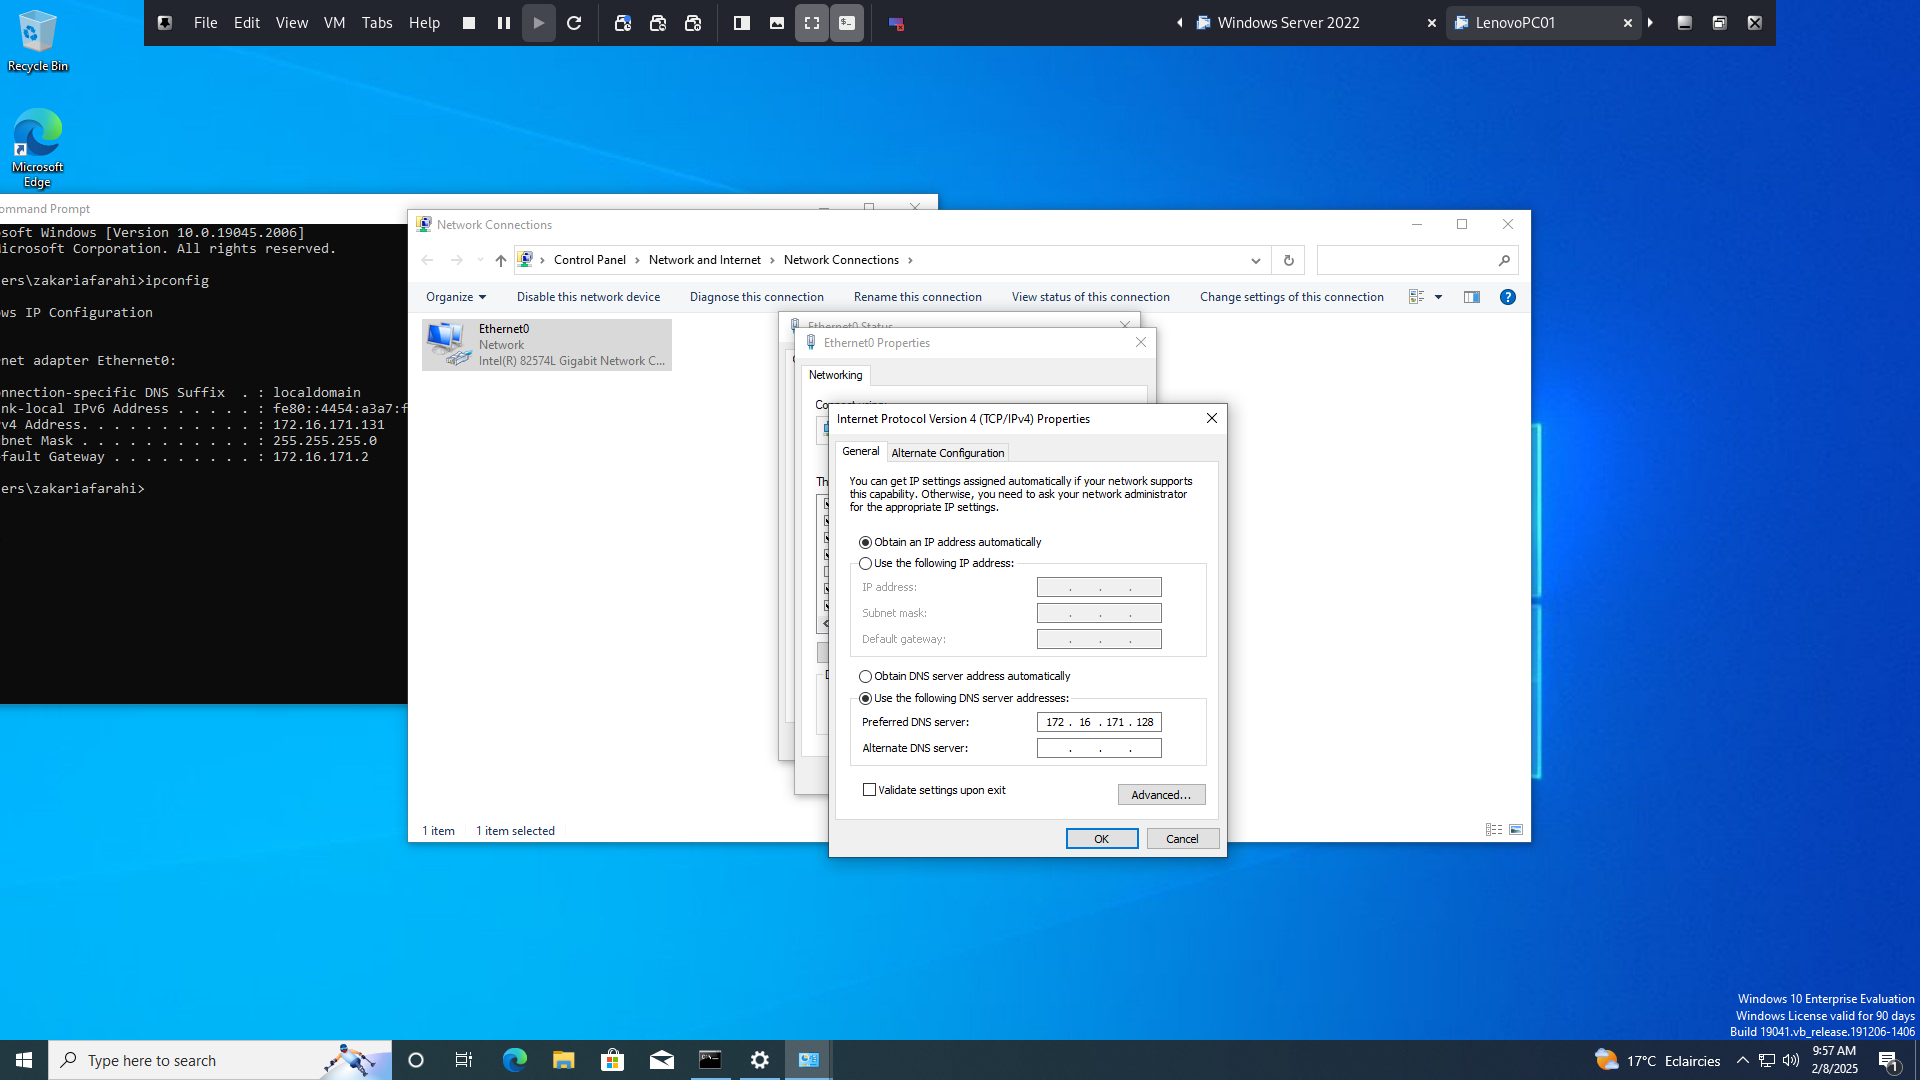 File Edit View VM Tabs Help
Windows Server 2022
LenovoPC01
Recycle Bin
Microsoft
Edge
ommand Prompt
soft Windows [Version 10.0.19045.2006]
icrosoft Corporation. All rights reserved.
ers\zakariafarahi>ipconfig
ws IP Configuration
net adapter Ethernet0:
nnection-specific DNS Suffix . : localdomain
nk-local IPv6 Address . . . . . : fe80::4454:a3a7:f
v4 Address. . . . . . . . . . . : 172.16.171.131
bnet Mask . . . . . . . . . . . : 255.255.255.0
fault Gateway . . . . . . . . . : 172.16.171.2
ers\zakariafarahi>
Network Connections
Control Panel > Network and Internet > Network Connections >
Organize
Disable this network device
Diagnose this connection
Rename this connection
View status of this connection
Change settings of this connection
Ethernet0
Network
Intel(R) 82574L Gigabit Network C...
1 item
1 item selected
Ethernet0 Status
Ethernet0 Properties
Networking
Connect using:
Th
Internet Protocol Version 4 (TCP/IPv4) Properties
General
Alternate Configuration
You can get IP settings assigned automatically if your network supports
this capability. Otherwise, you need to ask your network administrator
for the appropriate IP settings.
Obtain an IP address automatically
Use the following IP address:
IP address: . . .
Subnet mask: . . .
Default gateway: . . .
Obtain DNS server address automatically
Use the following DNS server addresses:
Preferred DNS server: 172 . 16 . 171 . 128
Alternate DNS server: . . .
Validate settings upon exit
Advanced...
OK
Cancel
Windows 10 Enterprise Evaluation
Windows License valid for 90 days
Build 19041.vb_release.191206-1406
Type here to search
17°C Eclaircies
9:57 AM
2/8/2025
1